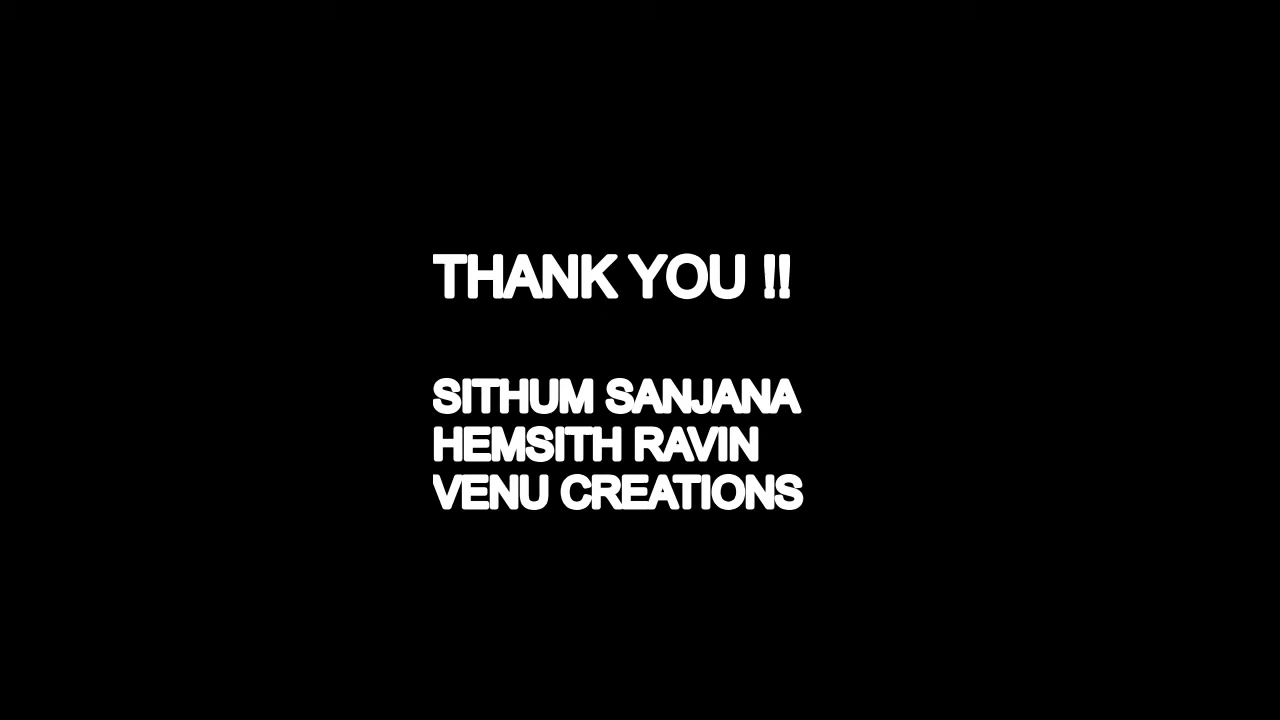 THANK YOU !!
SITHUM SANJANA
HEMSITH RAVIN
VENU CREATIONS